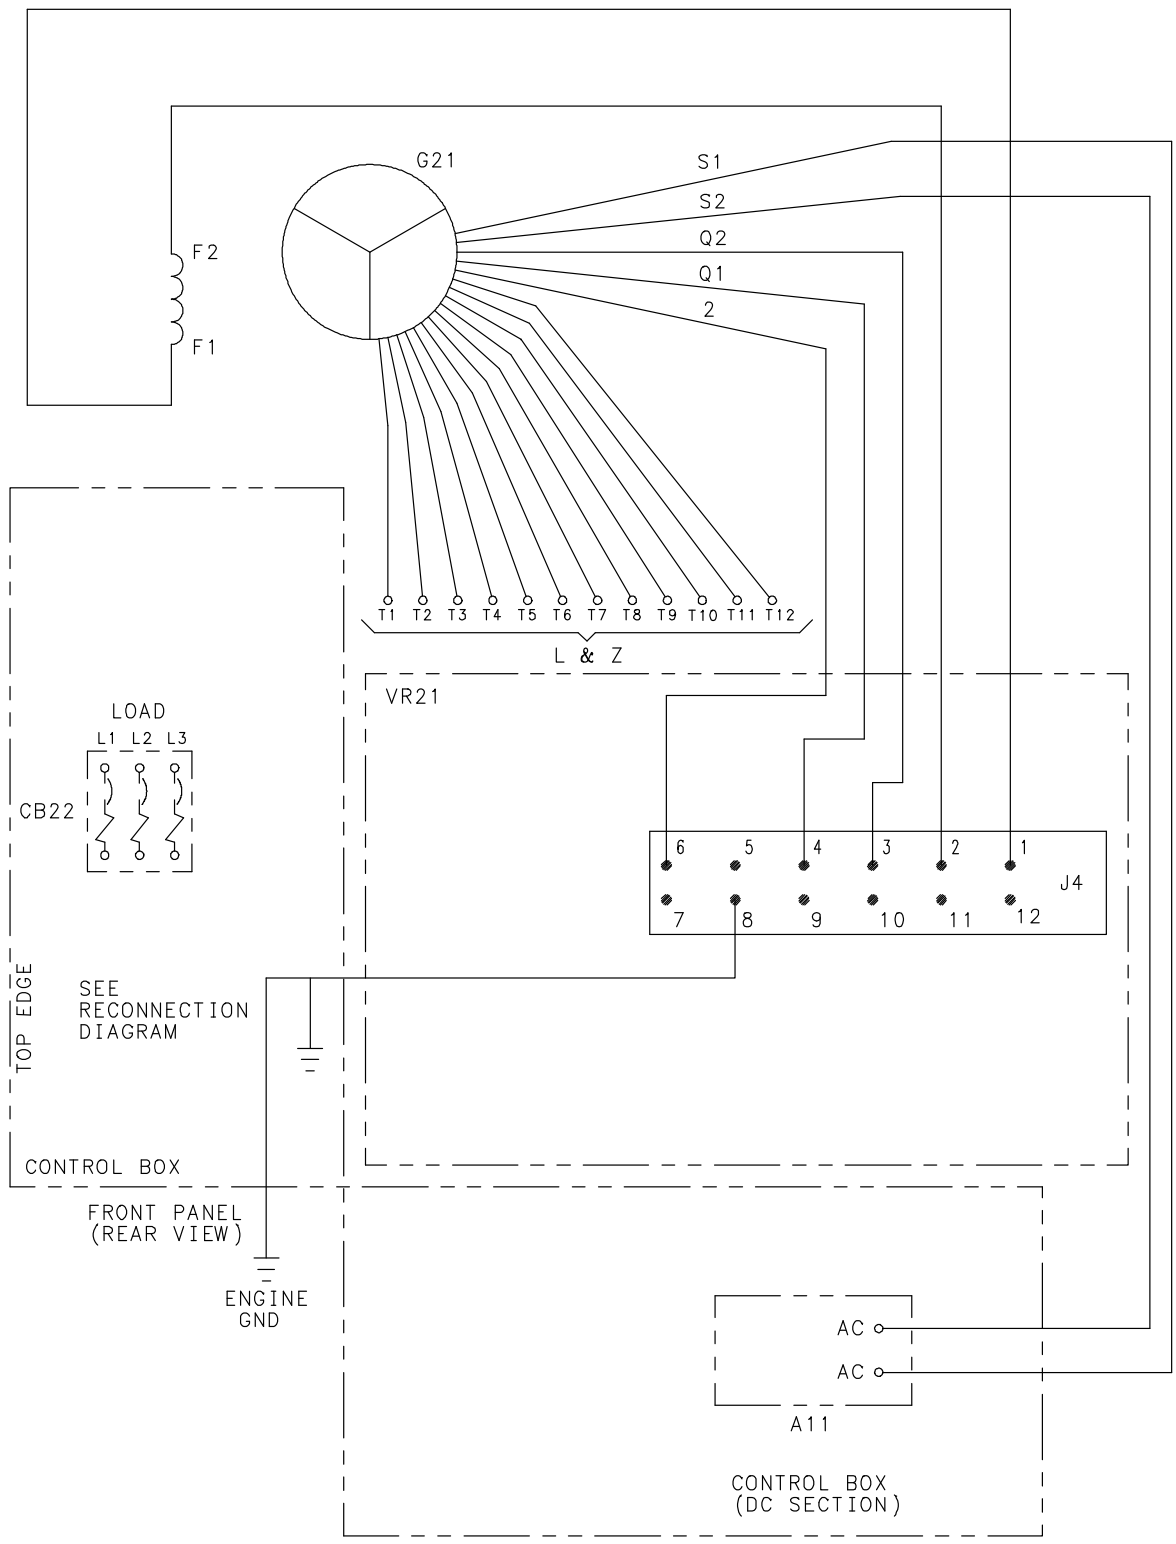 G21
S1
S2
Q2
Q1
2
F2
F1
T1 T2 T3 T4 T5 T6 T7 T8 T9 T10 T11 T12
L & Z
VR21
LOAD
L1 L2 L3
CB22
6 5 4 3 2 1
J4
7 8 9 10 11 12
TOP EDGE
SEE
RECONNECTION
DIAGRAM
CONTROL BOX
FRONT PANEL
(REAR VIEW)
ENGINE
GND
AC
AC
A11
CONTROL BOX
(DC SECTION)